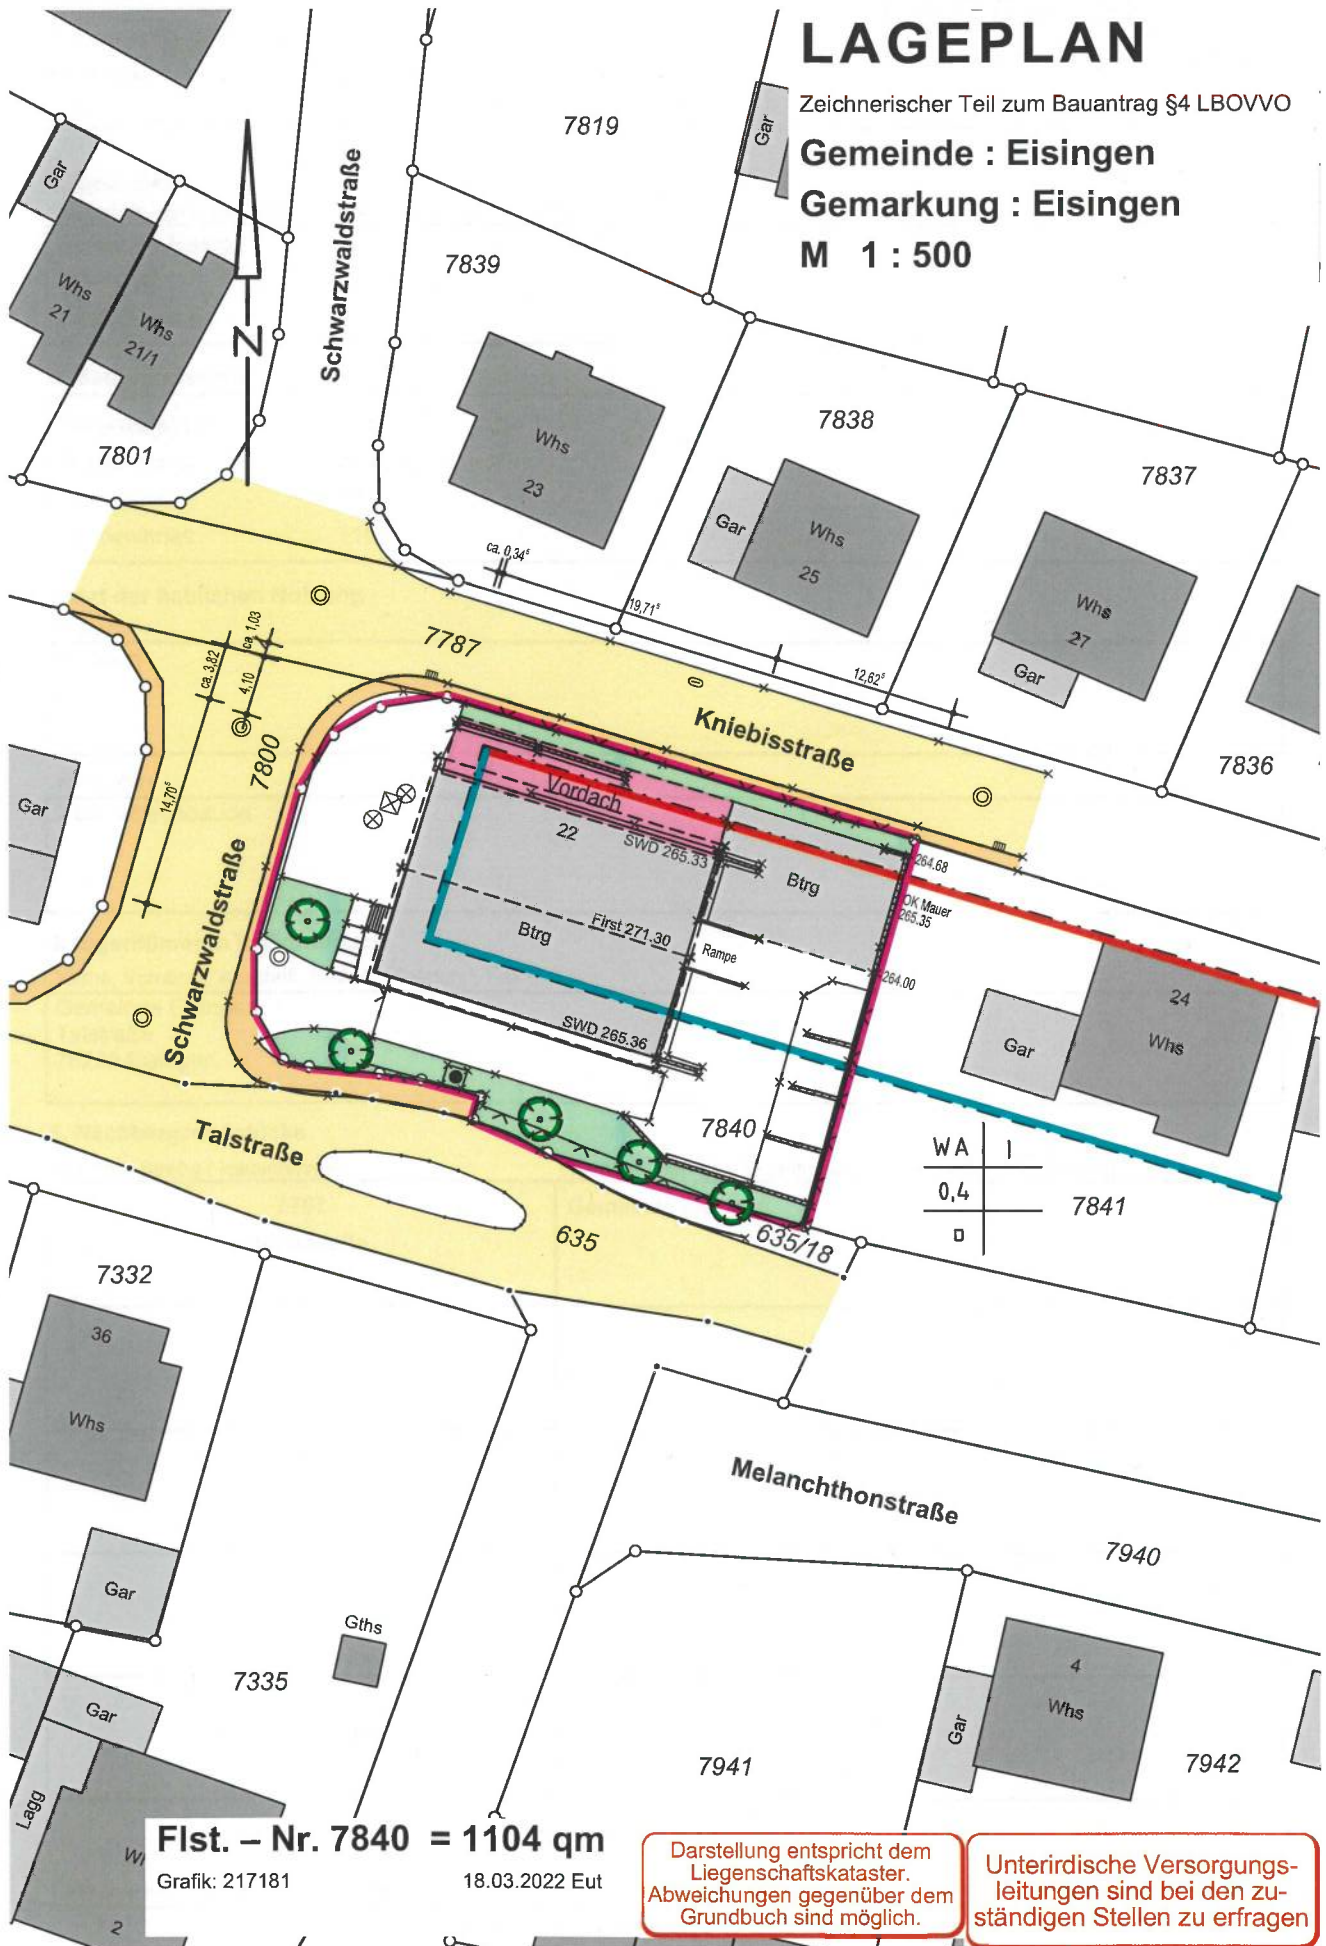 LAGEPLAN
Zeichnerischer Teil zum Bauantrag §4 LBOVVO
Gemeinde : Eisingen
Gemarkung : Eisingen
M 1 : 500
7819
Gar
Gar
Schwarzwaldstraße
7839
Whs
21
Whs
21/1
N
7801
Whs
23
7838
7837
Gar
Whs
25
ca. 0,34⁵
19,71⁵
12,62⁵
Whs
27
Gar
7836
7787
Kniebisstraße
ca. 1,03
ca. 3,82
4,10
14,70⁵
7800
Gar
Schwarzwaldstraße
Vordach
22
SWD 265.33
Btrg
264.68
OK Mauer
265.35
First 271.30
Btrg
Rampe
264.00
SWD 265.36
24
Whs
Gar
7840
WA I
0,4
7841
Talstraße
635
635/18
7332
36
Whs
Gar
Gths
7335
Gar
Lagg
2
Melanchthonstraße
7940
4
Whs
Gar
7941
7942
Flst. – Nr. 7840 = 1104 qm
Grafik: 217181 18.03.2022 Eut
Darstellung entspricht dem
Liegenschaftskataster.
Abweichungen gegenüber dem
Grundbuch sind möglich.
Unterirdische Versorgungs-
leitungen sind bei den zu-
ständigen Stellen zu erfragen